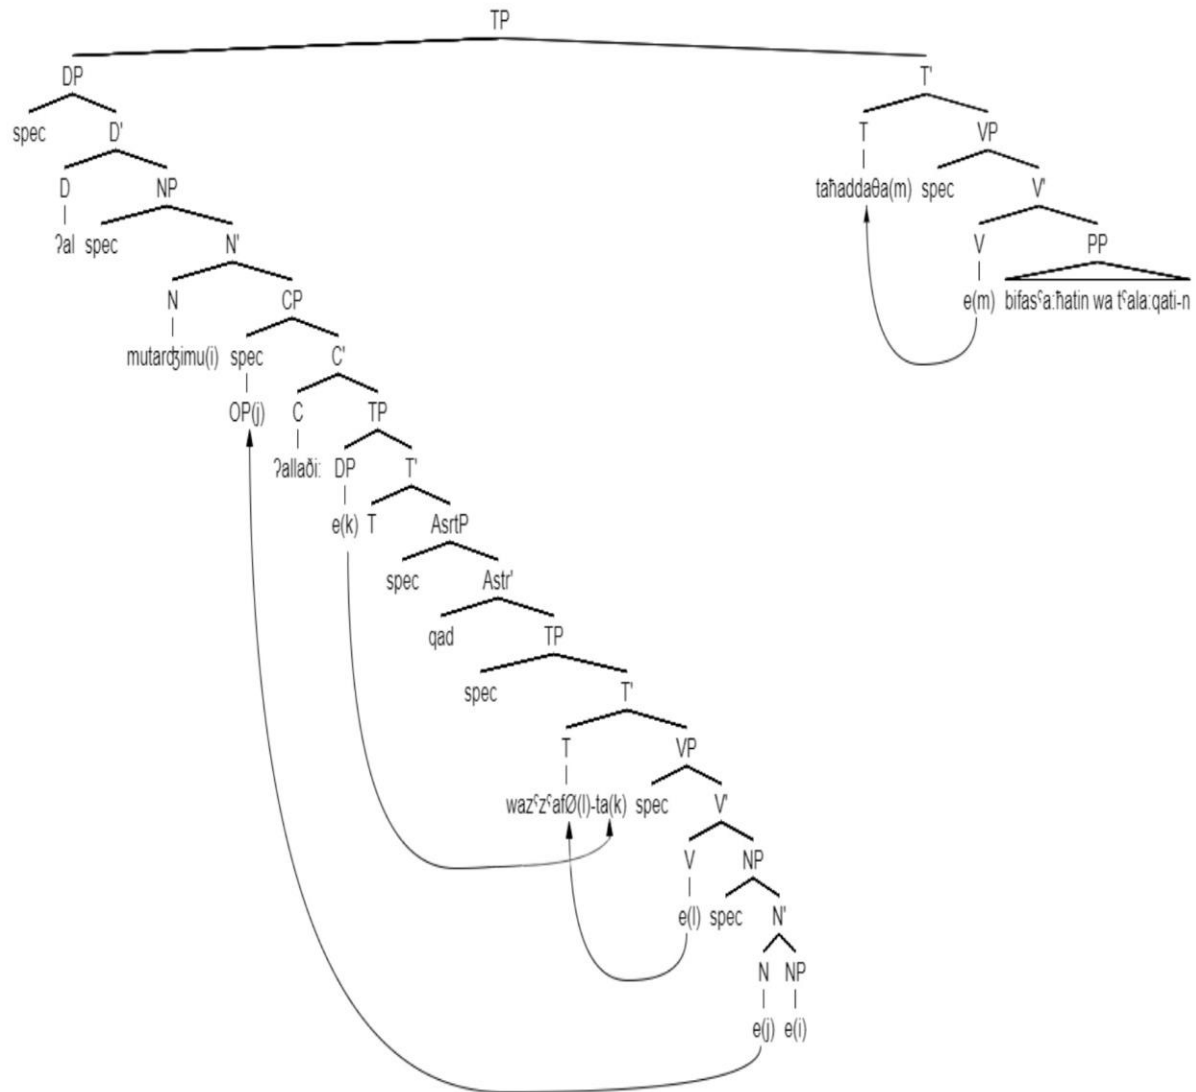 TP
DP T'
spec D' T VP
D NP taħaddaθa(m) spec V'
ʔal spec N' V PP
N CP e(m) bifasˤa:ħatin wa tˤala:qati-n
mutarʤimu(i) spec C'
OP(j) C TP
ʔallaði: DP T'
e(k) T AsrtP
spec Astr'
qad TP
spec T'
T VP
wazˤzˤafØ(l)-ta(k) spec V'
V NP
e(l) spec N'
N NP
e(j) e(i)